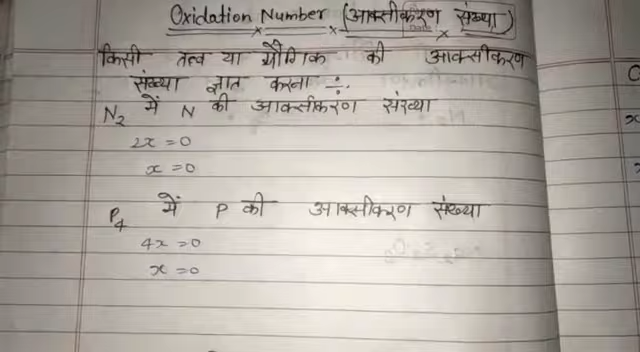 Oxidation Number (आक्सीकरण संख्या)
किसी तत्व या यौगिक की आक्सीकरण
संख्या ज्ञात करना ÷
N₂ में N की आक्सीकरण संख्या
2x = 0
x = 0
P₄ में P की आक्सीकरण संख्या
4x = 0
x = 0